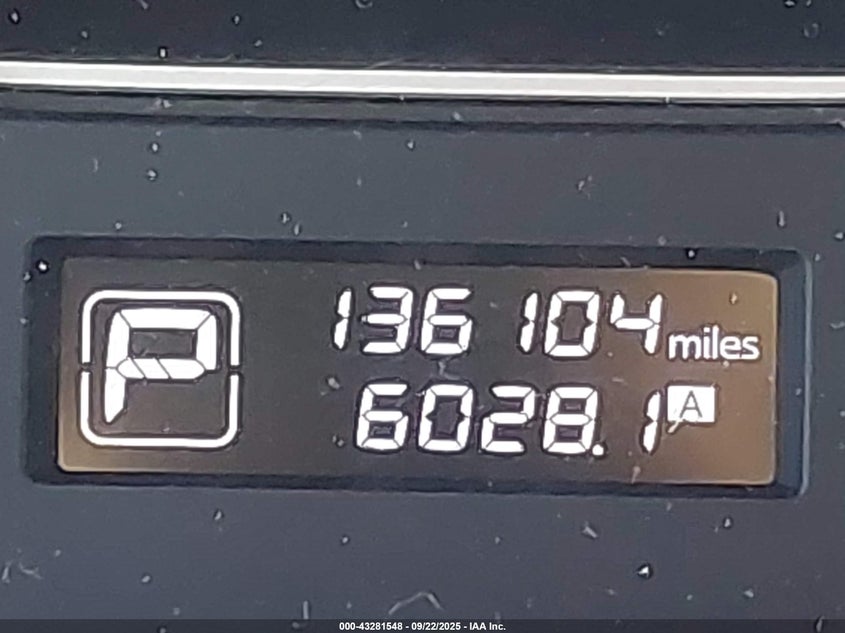 P
136104 miles
6028.1 A
000-43281548 - 09/22/2025 - IAA Inc.